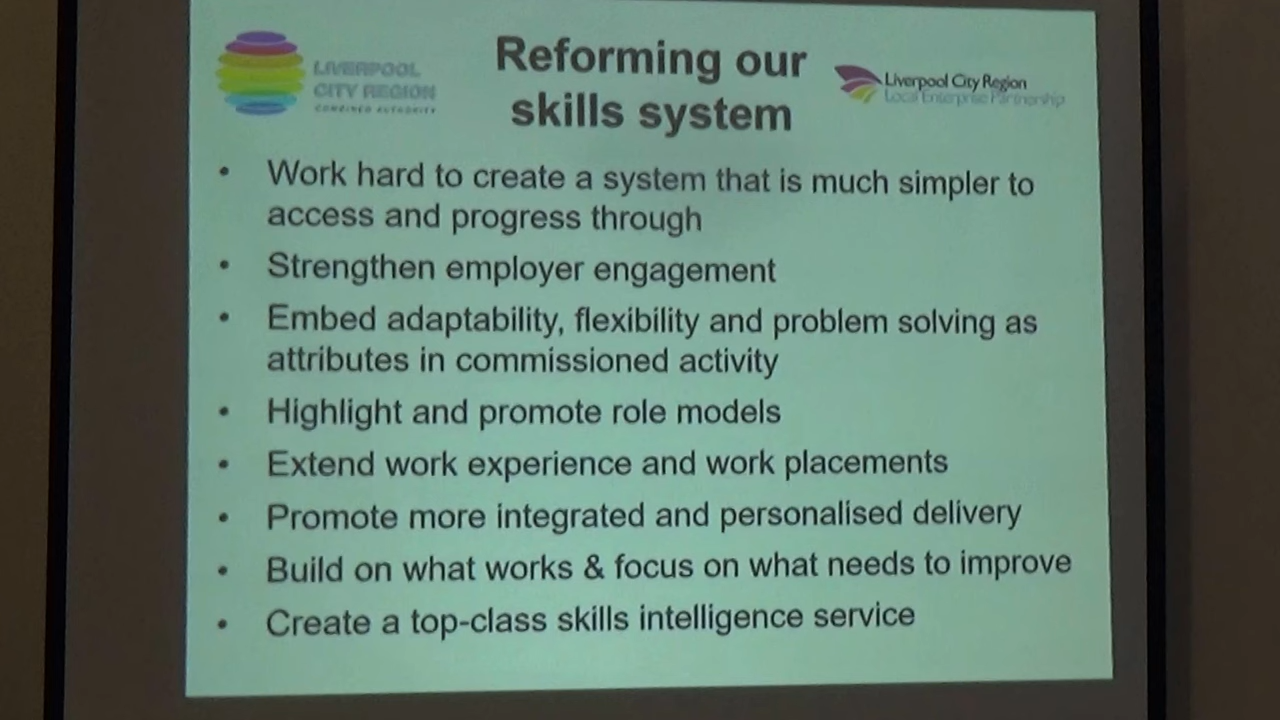 LIVERPOOL
CITY REGION
COMBINED AUTHORITY
Reforming our
skills system
Liverpool City Region
Local Enterprise Partnership
• Work hard to create a system that is much simpler to
access and progress through
• Strengthen employer engagement
• Embed adaptability, flexibility and problem solving as
attributes in commissioned activity
• Highlight and promote role models
• Extend work experience and work placements
• Promote more integrated and personalised delivery
• Build on what works & focus on what needs to improve
• Create a top-class skills intelligence service